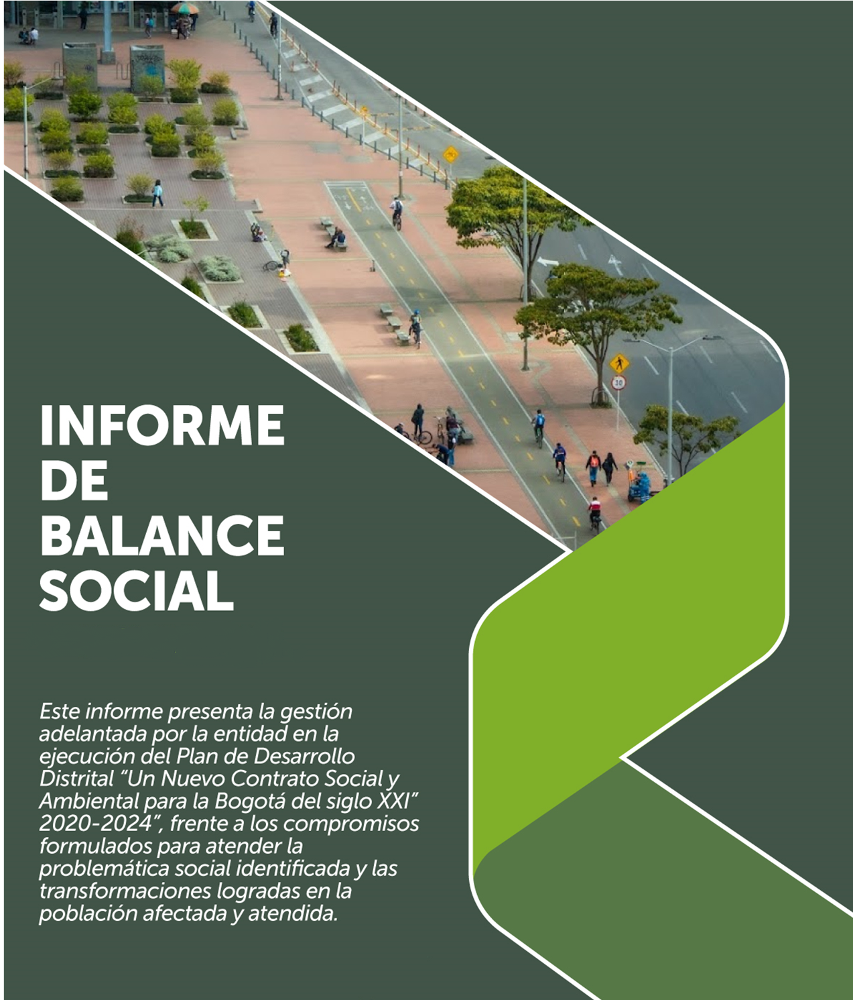 INFORME
DE
BALANCE
SOCIAL
Este informe presenta la gestión
adelantada por la entidad en la
ejecución del Plan de Desarrollo
Distrital “Un Nuevo Contrato Social y
Ambiental para la Bogotá del siglo XXI”
2020-2024”, frente a los compromisos
formulados para atender la
problemática social identificada y las
transformaciones logradas en la
población afectada y atendida.
30